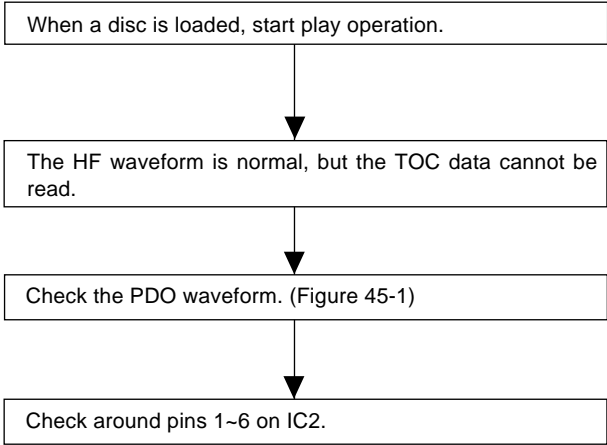 When a disc is loaded, start play operation.
The HF waveform is normal, but the TOC data cannot be
read.
Check the PDO waveform. (Figure 45-1)
Check around pins 1~6 on IC2.